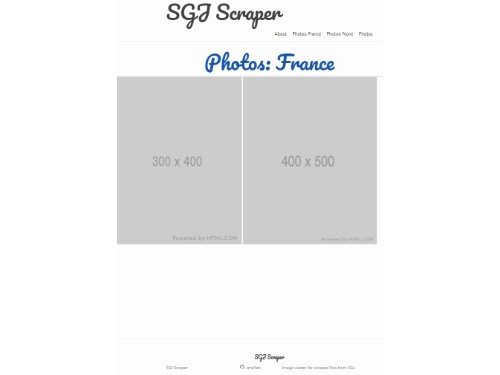 SGJ Scraper
About Photos France Photos None Photos
Photos: France
300 x 400
400 x 500
Powered by HTML.COM
Powered by HTML.COM
SGJ Scraper
SGJ Scraper
Image viewer for scraped files from SGJ